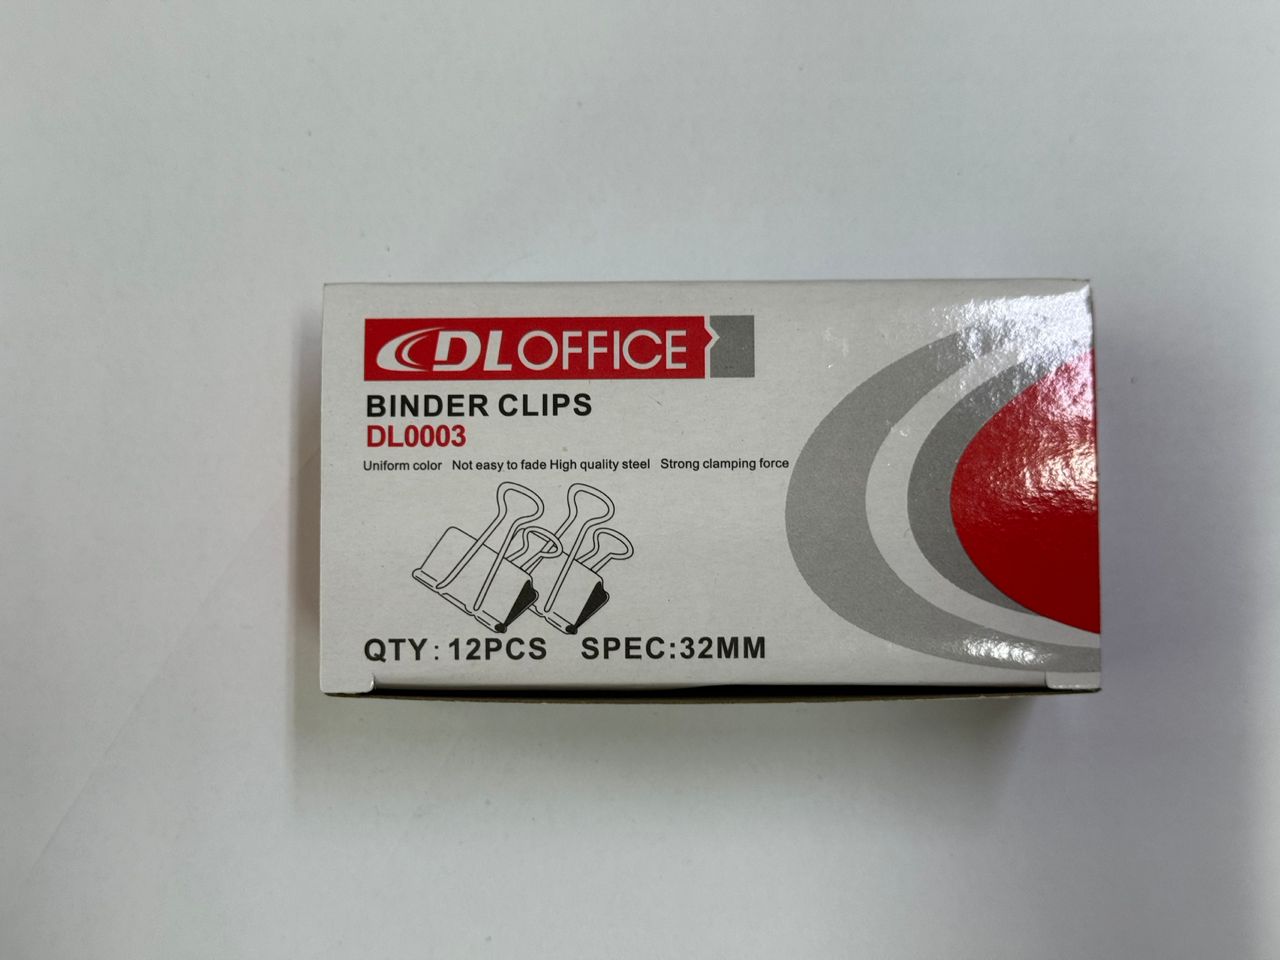 DLOFFICE
BINDER CLIPS
DL0003
Uniform color Not easy to fade High quality steel Strong clamping force
QTY: 12PCS SPEC:32MM